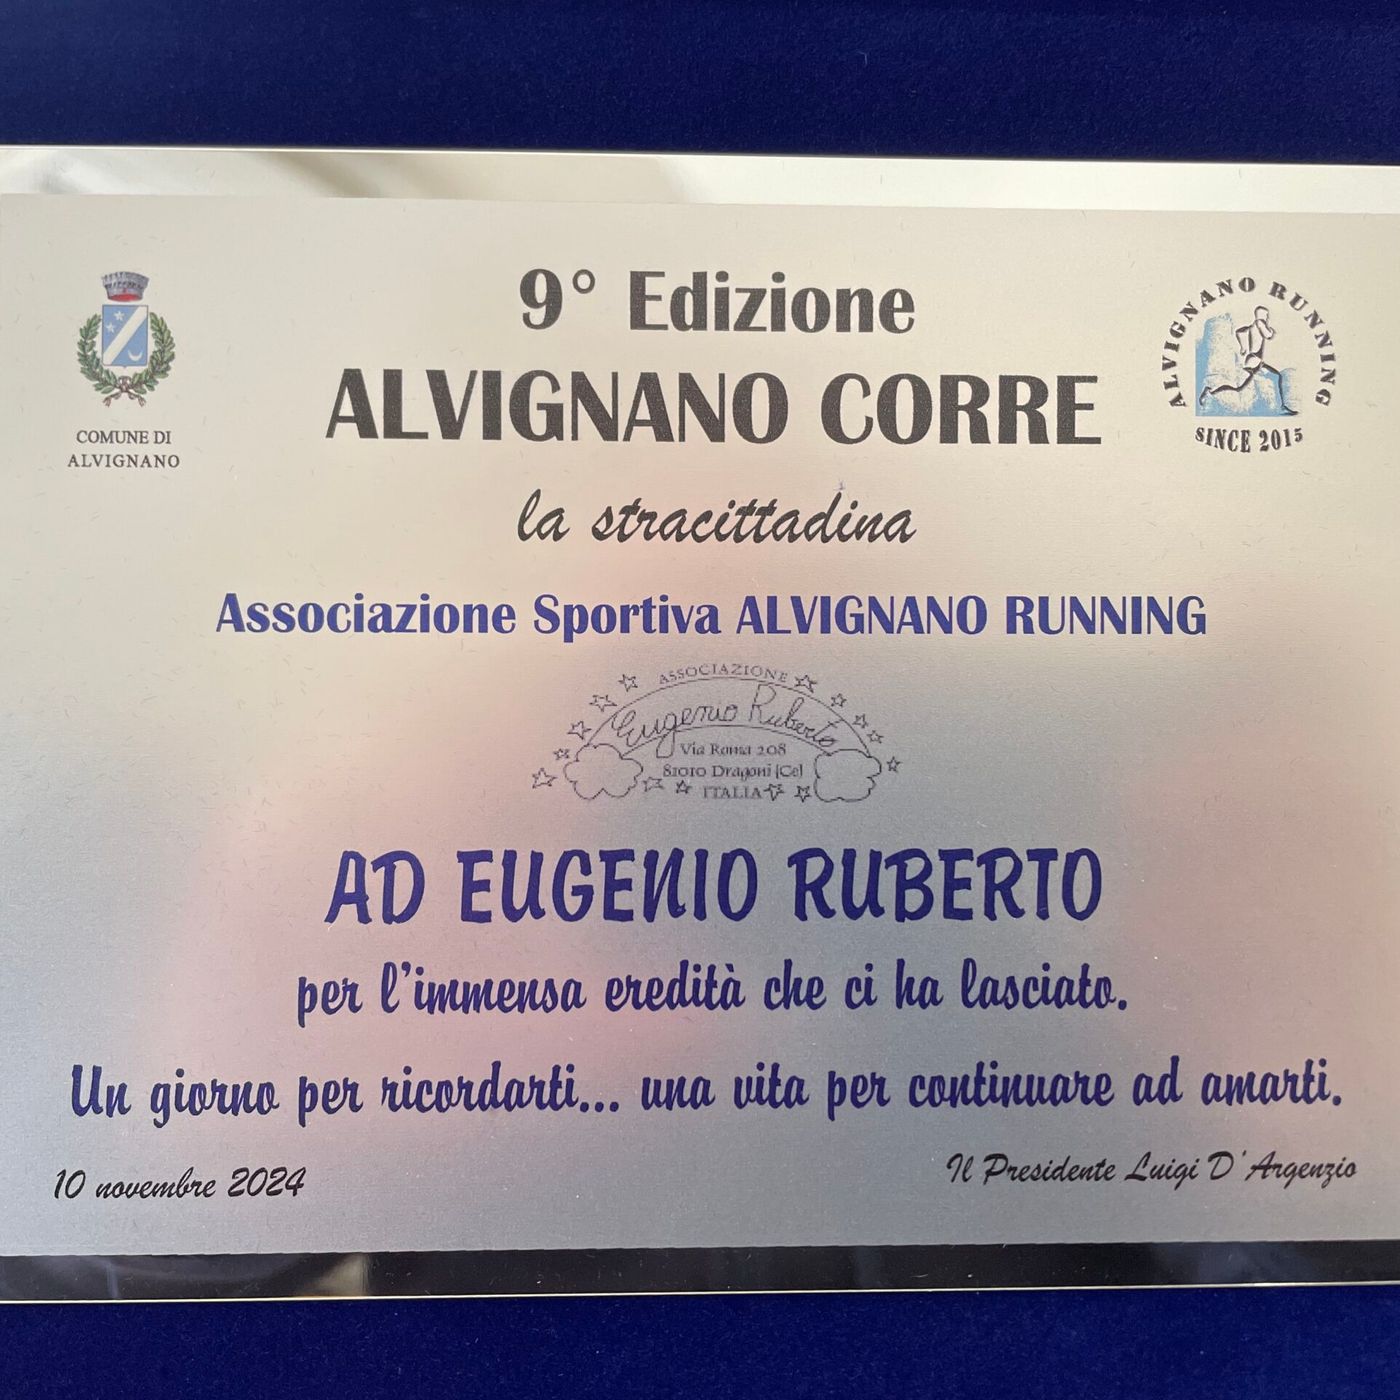 9° Edizione
ALVIGNANO CORRE
la stracittadina
COMUNE DI
ALVIGNANO
ALVIGNANO RUNNING
SINCE 2015
Associazione Sportiva ALVIGNANO RUNNING
ASSOCIAZIONE
Eugenio Ruberto
Via Roma 208
81010 Dragoni (Ce)
ITALIA
AD EUGENIO RUBERTO
per l'immensa eredità che ci ha lasciato.
Un giorno per ricordarti... una vita per continuare ad amarti.
10 novembre 2024
Il Presidente Luigi D'Argenzio